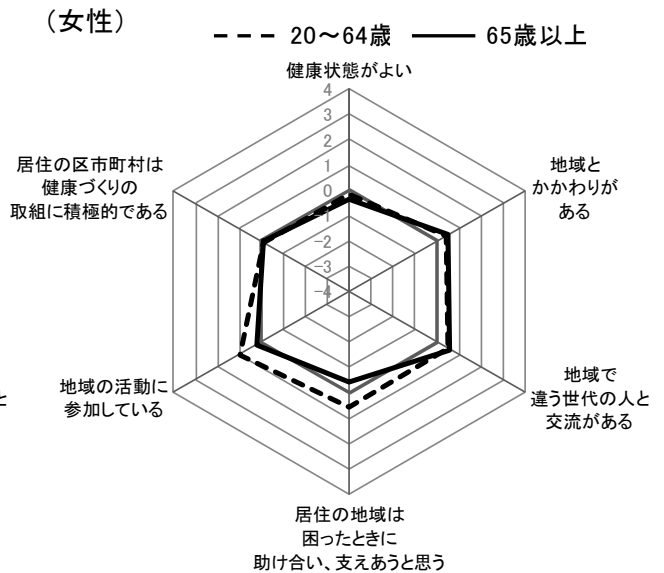 (女性)
20～64歳
65歳以上
健康状態がよい
4
3
2
1
0
-1
-2
-3
-4
地域と
かかわりが
ある
地域で
違う世代の人と
交流がある
居住の地域は
困ったときに
助け合い、支えあうと思う
地域の活動に
参加している
居住の区市町村は
健康づくりの
取組に積極的である
と